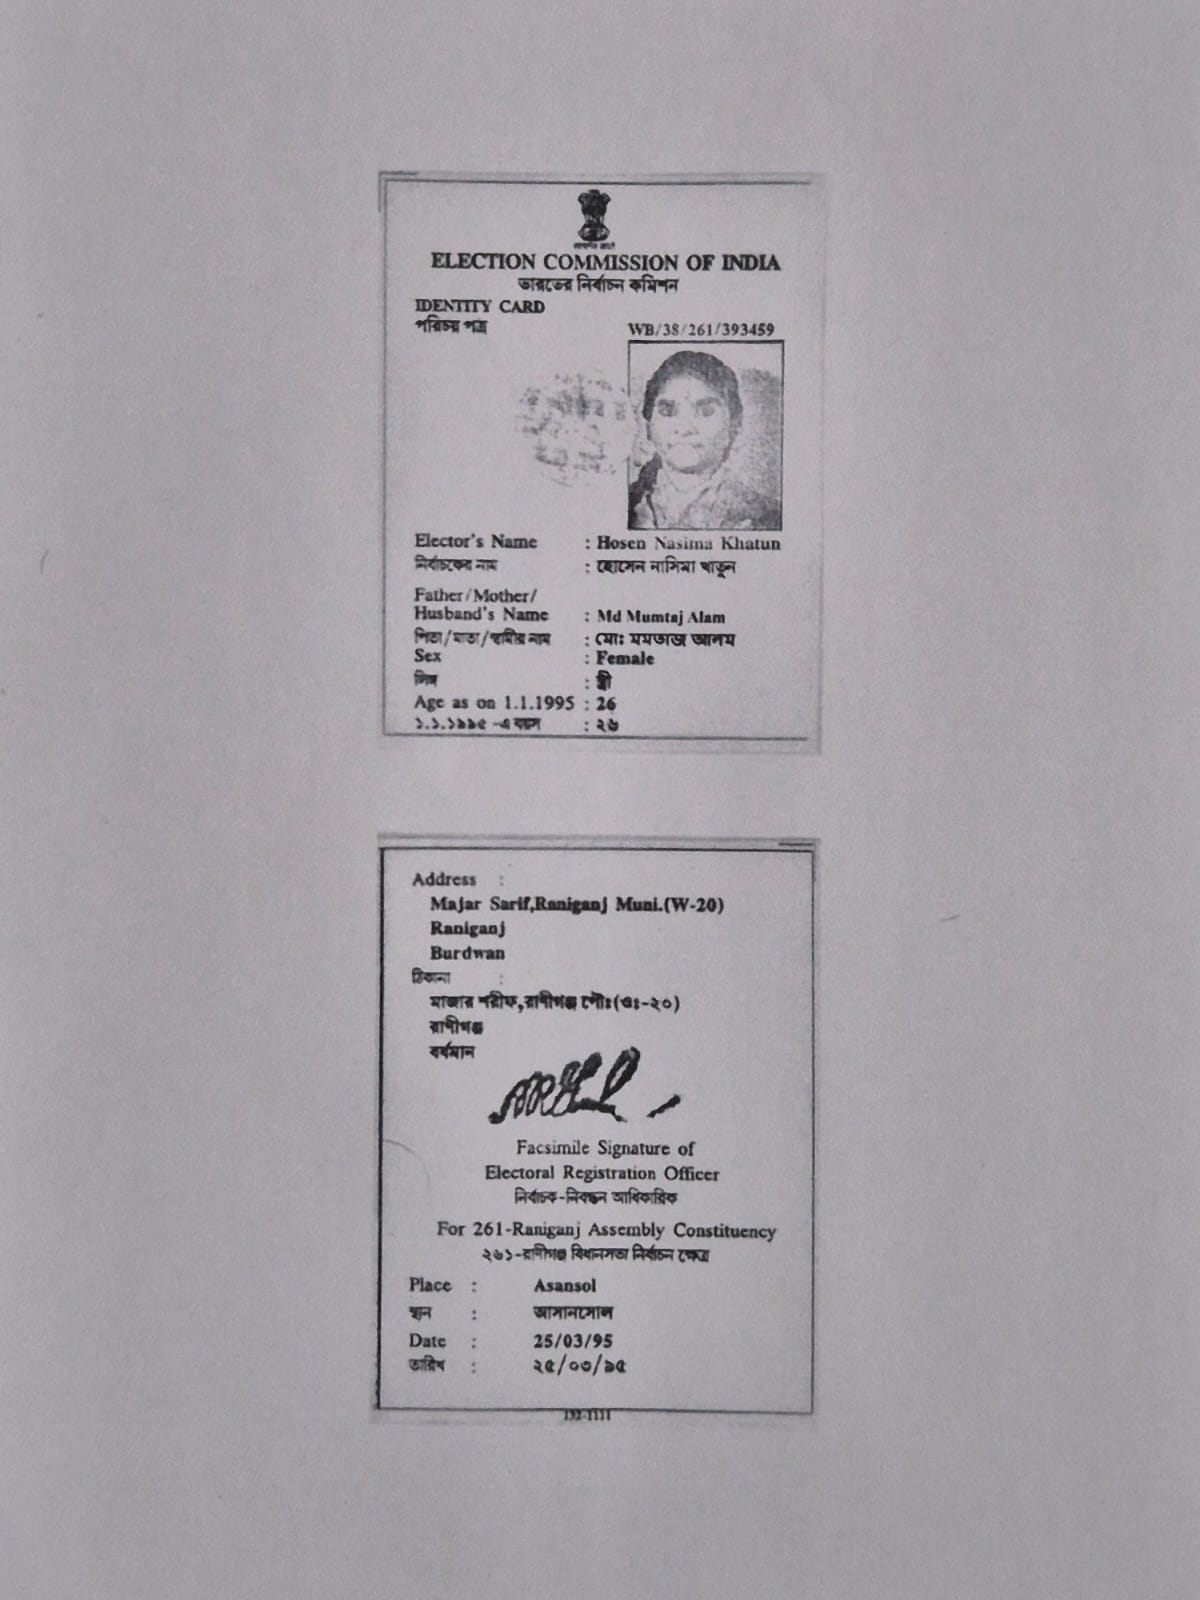 ELECTION COMMISSION OF INDIA
ভারতের নির্বাচন কমিশন
IDENTITY CARD
পরিচয় পত্র
WB/38/261/393459
Elector's Name : Hosen Nasima Khatun
নির্বাচকের নাম : হোসেন নাসিমা খাতুন
Father/Mother/
Husband's Name : Md Mumtaj Alam
পিতা/মাতা/স্বামীর নাম : মোঃ মমতাজ আলম
Sex : Female
লিঙ্গ : স্ত্রী
Age as on 1.1.1995 : 26
১.১.১৯৯৫ -এ বয়স : ২৬
Address :
Majar Sarif,Raniganj Muni.(W-20)
Raniganj
Burdwan
ঠিকানা :
মাজার শরীফ,রাণীগঞ্জ পৌঃ(ওঃ-২০)
রাণীগঞ্জ
বর্ধমান
Facsimile Signature of
Electoral Registration Officer
নির্বাচক-নিবন্ধন আধিকারিক
For 261-Raniganj Assembly Constituency
২৬১-রাণীগঞ্জ বিধানসভা নির্বাচন ক্ষেত্র
Place : Asansol
স্থান : আসানসোল
Date : 25/03/95
তারিখ : ২৫/০৩/৯৫